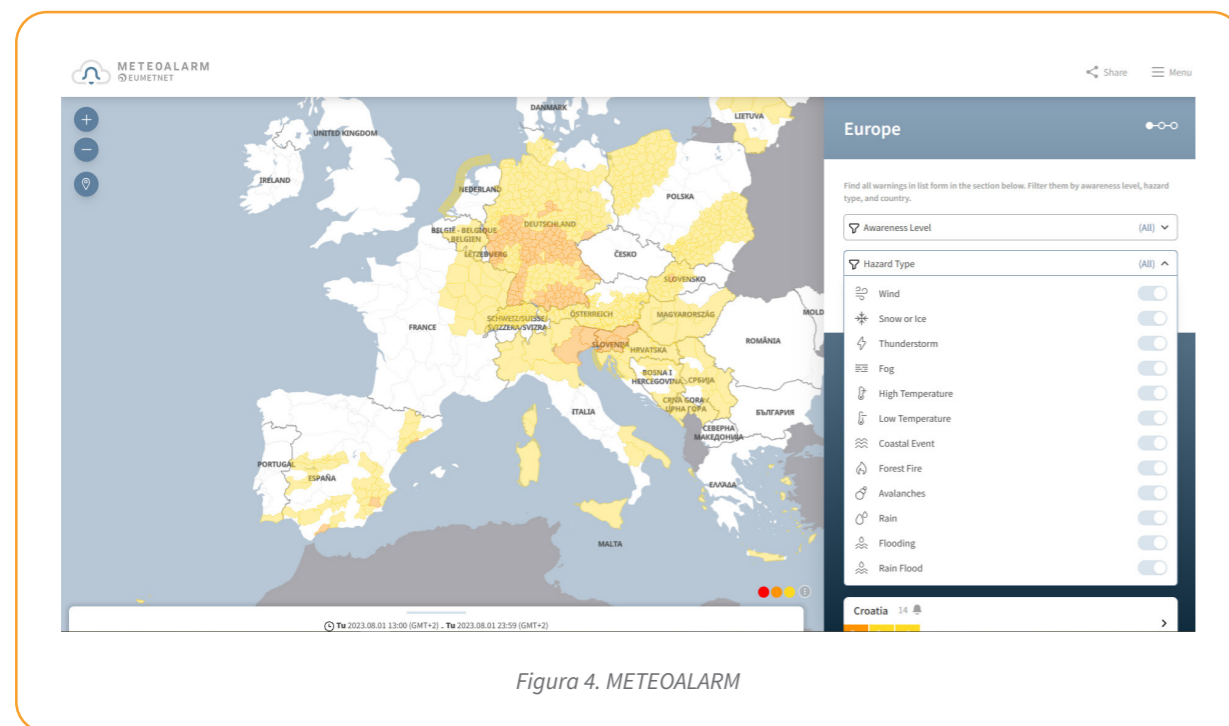 METEOALARM
EUMETNET
Share
Menu
DANMARK
LIETUVA
UNITED KINGDOM
IRELAND
NEDERLAND
POLSKA
DEUTSCHLAND
BELGIË - BELGIQUE
BELGIEN
LËTZEBUERG
ČESKO
SLOVENSKO
ÖSTERREICH
MAGYARORSZÁG
SCHWEIZ/SUISSE/
SVIZZERA/SVIZRA
MOLD
FRANCE
ROMÂNIA
SLOVENIJA
HRVATSKA
BOSNA I
HERCEGOVINA
СРБИЈА
CRNA GORA /
ЦРНА ГОРА
ITALIA
БЪЛГАРИЯ
СЕВЕРНА
МАКЕДОНИЈА
PORTUGAL
ESPAÑA
ΕΛΛΆΔΑ
MALTA
Tu 2023.08.01 13:00 (GMT+2) - Tu 2023.08.01 23:59 (GMT+2)
Europe
Find all warnings in list form in the section below. Filter them by awareness level, hazard
type, and country.
Awareness Level (All)
Hazard Type (All)
Wind
Snow or Ice
Thunderstorm
Fog
High Temperature
Low Temperature
Coastal Event
Forest Fire
Avalanches
Rain
Flooding
Rain Flood
Croatia 14
Figura 4. METEOALARM